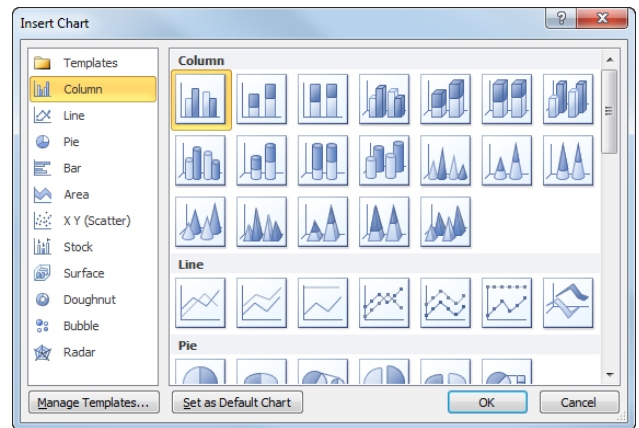 Insert Chart
Templates
Column
Line
Pie
Bar
Area
X Y (Scatter)
Stock
Surface
Doughnut
Bubble
Radar
Column
Line
Pie
Manage Templates...
Set as Default Chart
OK
Cancel